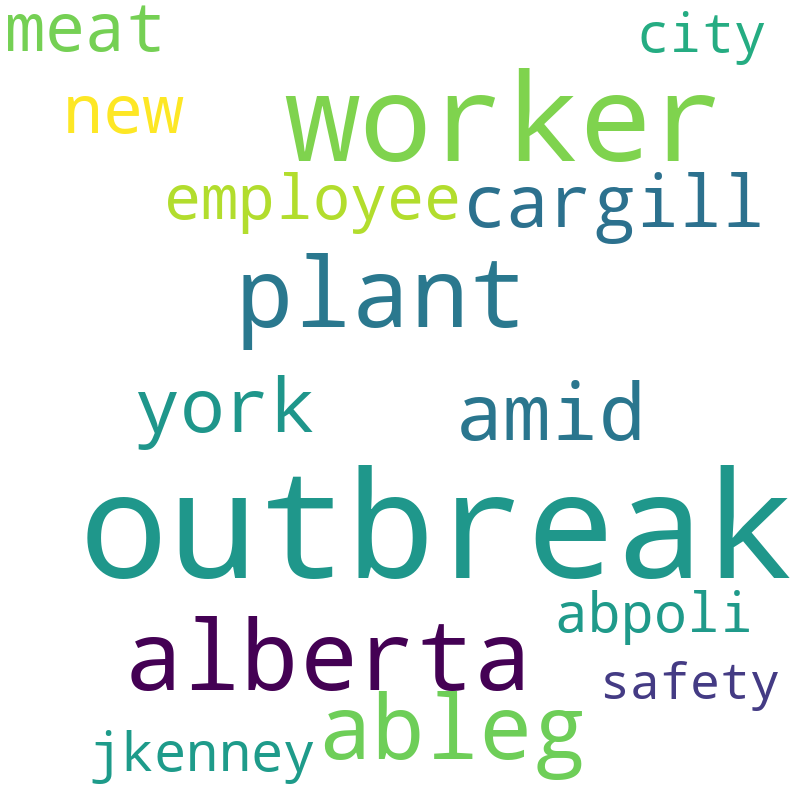 meat
city
new
worker
employee
cargill
plant
york
amid
outbreak
abpoli
alberta
safety
ableg
jkenney